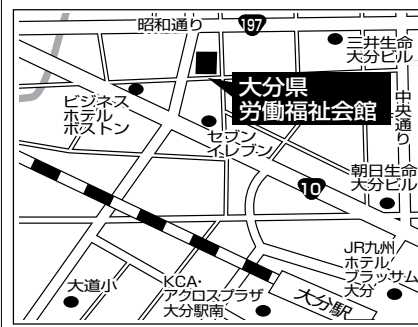 昭和通り
197
三井生命
大分ビル
大分県
労働福祉会館
中央通り
ビジネス
ホテル
ボストン
セブン
イレブン
朝日生命
大分ビル
10
JR九州
ホテル
ブラッサム
大分
大道小
KCA・
アクロスプラザ
大分駅南
大分駅